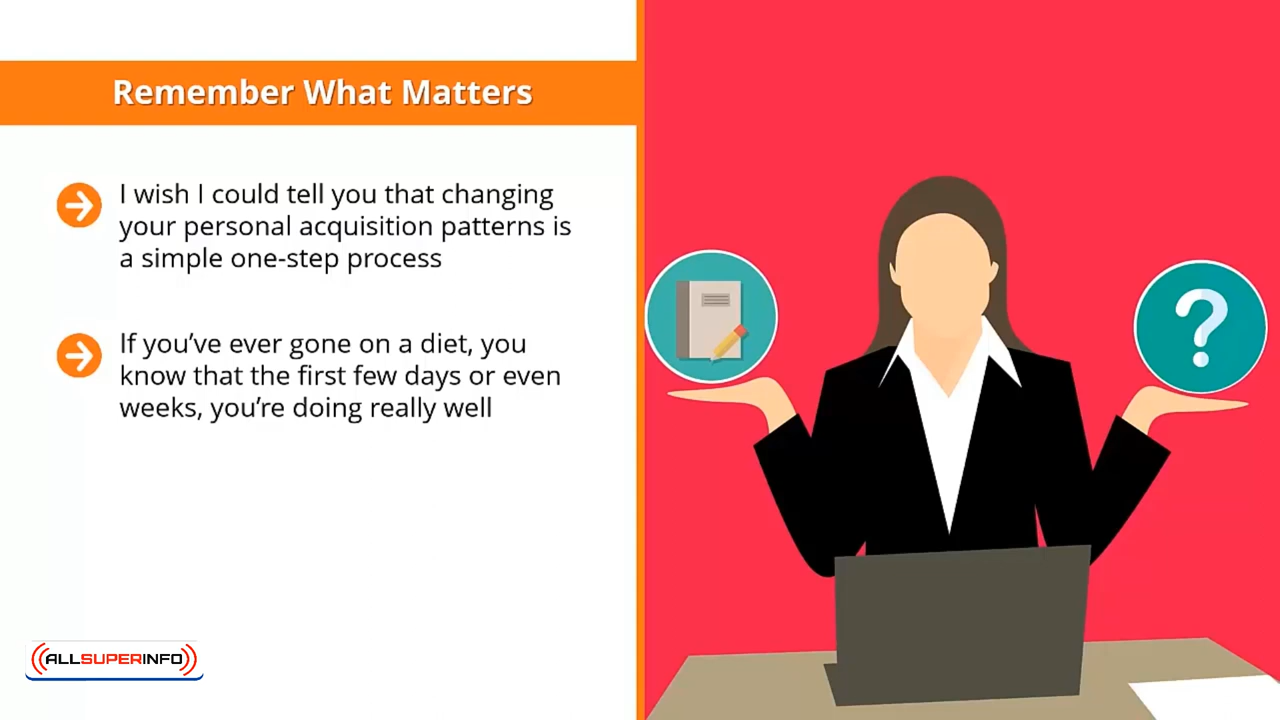 Remember What Matters
I wish I could tell you that changing
your personal acquisition patterns is
a simple one-step process
If you’ve ever gone on a diet, you
know that the first few days or even
weeks, you’re doing really well
?
ALLSUPERINFO